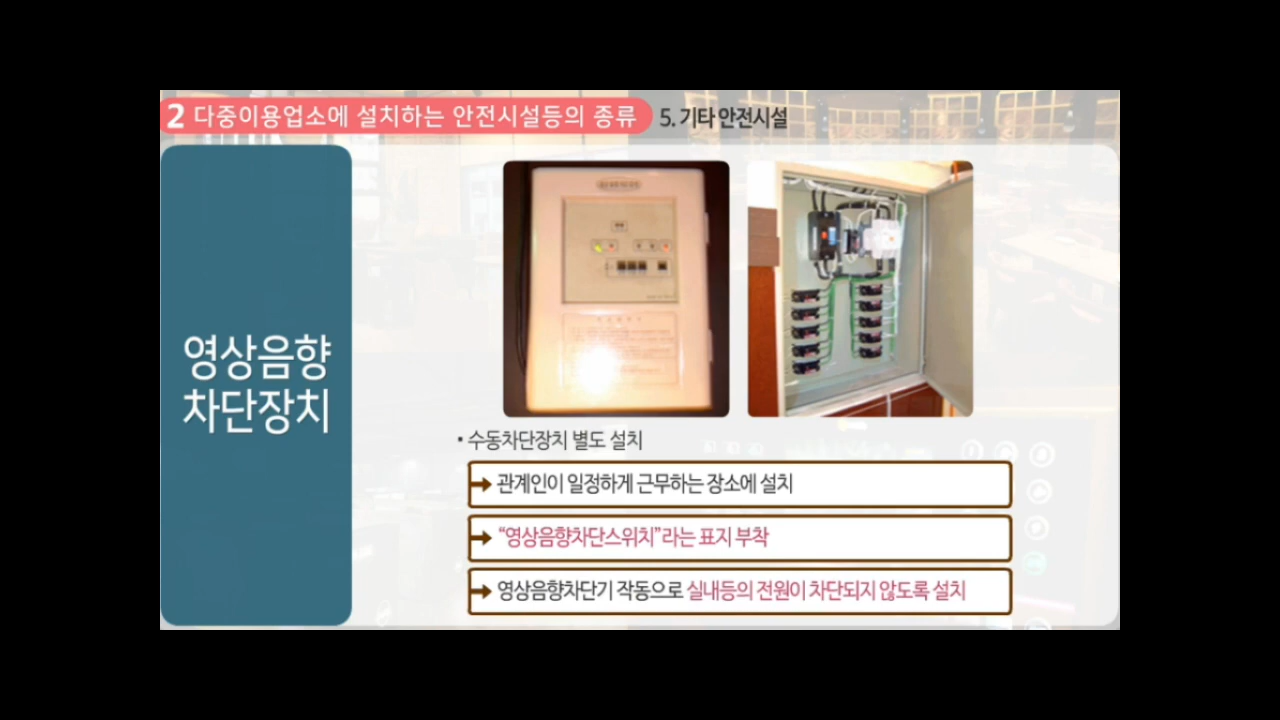 2 다중이용업소에 설치하는 안전시설등의 종류 5. 기타 안전시설
영상음향
차단장치
• 수동차단장치 별도 설치
관계인이 일정하게 근무하는 장소에 설치
“영상음향차단스위치”라는 표지 부착
영상음향차단기 작동으로 실내등의 전원이 차단되지 않도록 설치